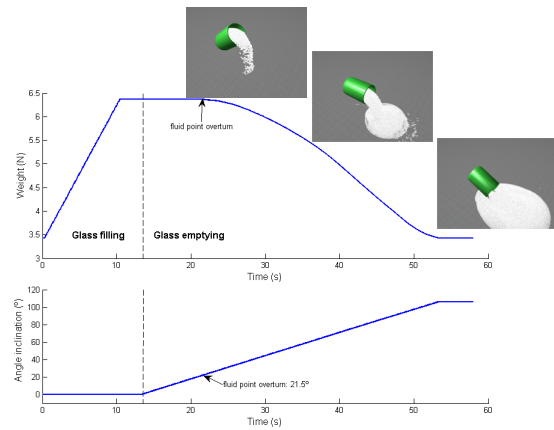 6.5
6
5.5
5
4.5
4
3.5
3
Weight (N)
fluid point overturn
Glass filling
Glass emptying
0 10 20 30 40 50 60
Time (s)
120
100
80
60
40
20
0
Angle inclination (º)
fluid point overturn: 21.5º
0 10 20 30 40 50 60
Time (s)